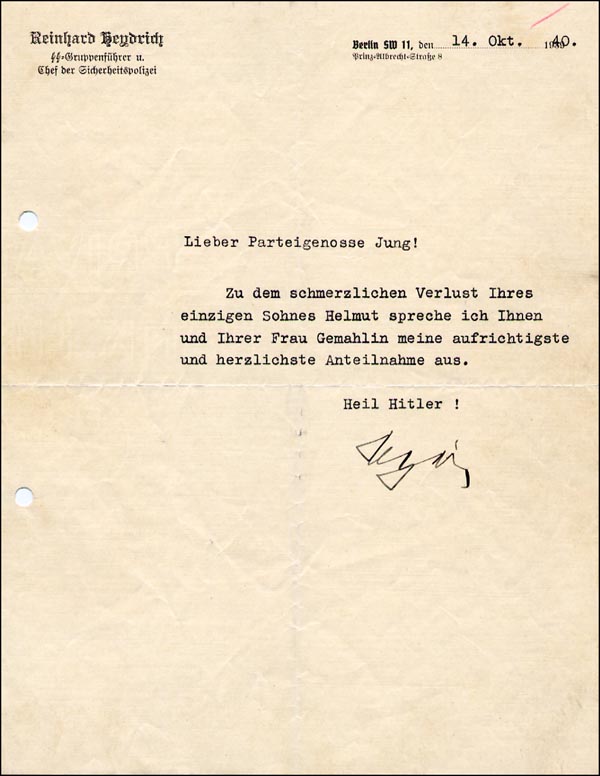 Reinhard Heydrich
SS-Gruppenführer u.
Chef der Sicherheitspolizei
Berlin SW 11, den 14. Okt. 1940.
Prinz-Albrecht-Straße 8
Lieber Parteigenosse Jung!
Zu dem schmerzlichen Verlust Ihres
einzigen Sohnes Helmut spreche ich Ihnen
und Ihrer Frau Gemahlin meine aufrichtigste
und herzlichste Anteilnahme aus.
Heil Hitler !